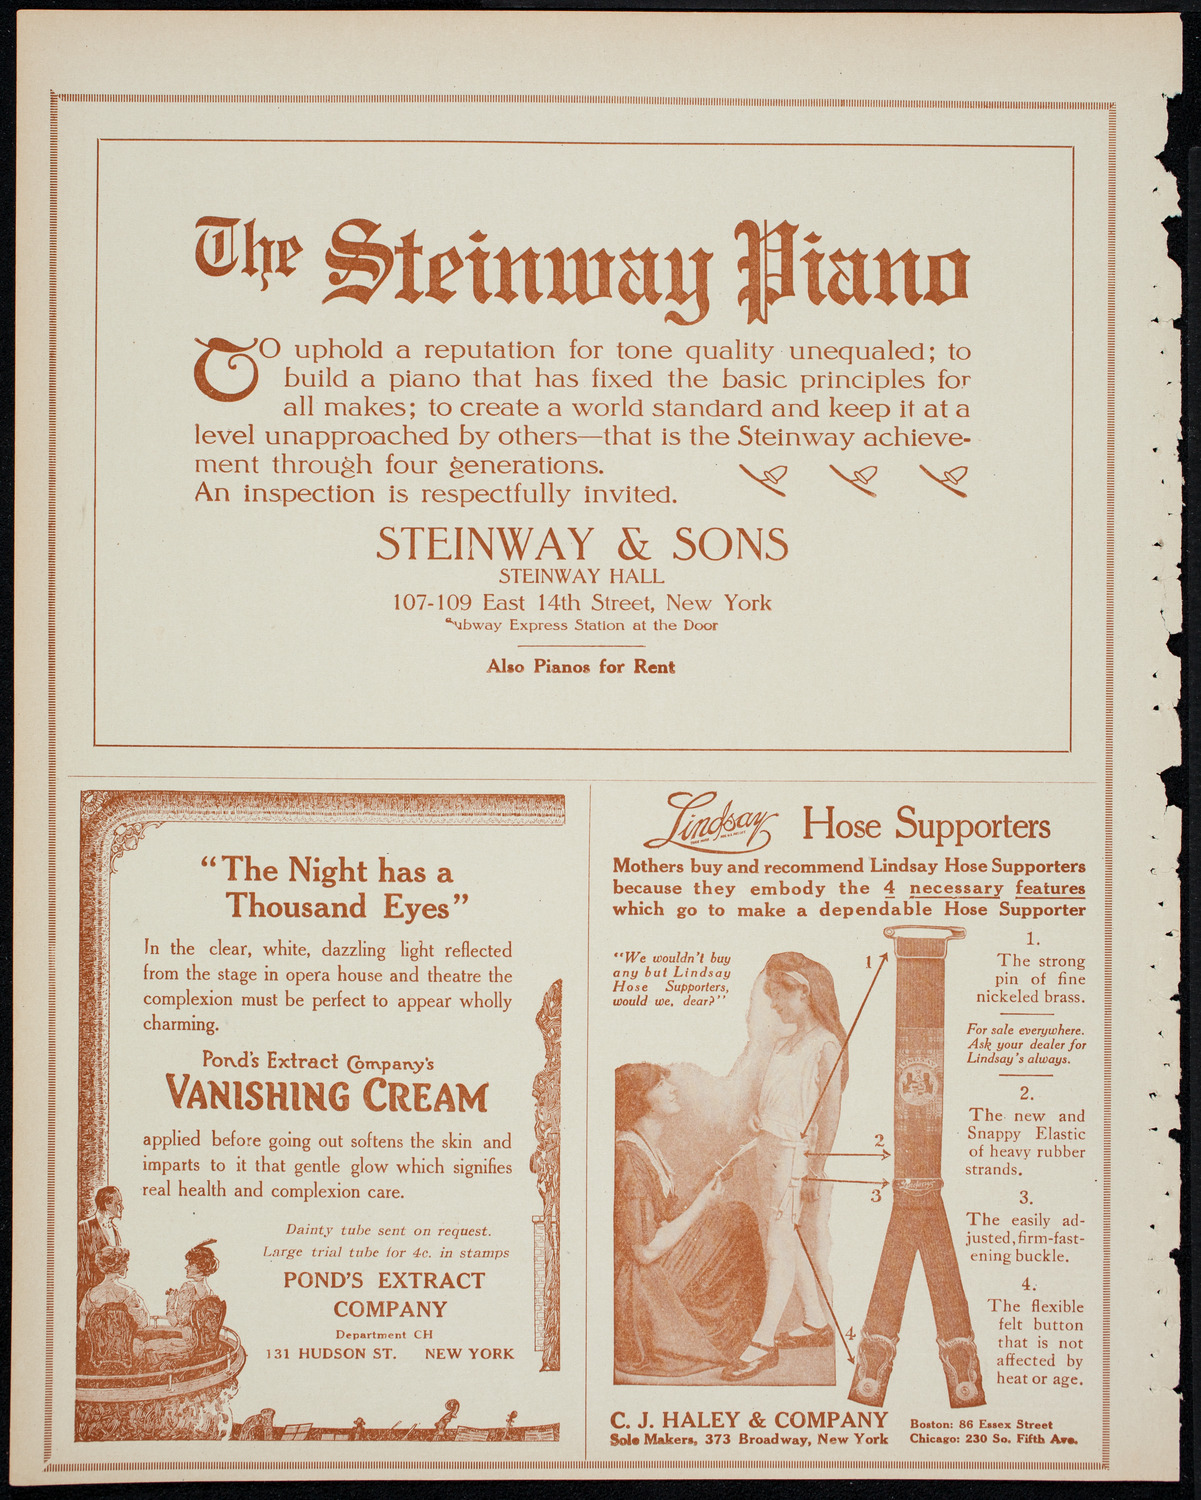 The Steinway Piano
TO uphold a reputation for tone quality unequaled; to
build a piano that has fixed the basic principles for
all makes; to create a world standard and keep it at a
level unapproached by others—that is the Steinway achieve-
ment through four generations.
An inspection is respectfully invited.
STEINWAY & SONS
STEINWAY HALL
107-109 East 14th Street, New York
Subway Express Station at the Door
Also Pianos for Rent
“The Night has a
Thousand Eyes”
In the clear, white, dazzling light reflected
from the stage in opera house and theatre the
complexion must be perfect to appear wholly
charming.
Pond's Extract Company's
VANISHING CREAM
applied before going out softens the skin and
imparts to it that gentle glow which signifies
real health and complexion care.
Dainty tube sent on request.
Large trial tube for 4c. in stamps
POND'S EXTRACT
COMPANY
Department CH
131 HUDSON ST. NEW YORK
Lindsay Hose Supporters
Mothers buy and recommend Lindsay Hose Supporters
because they embody the 4 necessary features
which go to make a dependable Hose Supporter
“We wouldn't buy
any but Lindsay
Hose Supporters,
would we, dear?”
1
2
3
4
1.
The strong
pin of fine
nickeled brass.
For sale everywhere.
Ask your dealer for
Lindsay's always.
2.
The new and
Snappy Elastic
of heavy rubber
strands.
3.
The easily ad-
justed, firm-fast-
ening buckle.
4.
The flexible
felt button
that is not
affected by
heat or age.
C. J. HALEY & COMPANY
Sole Makers, 373 Broadway, New York
Boston: 86 Essex Street
Chicago: 230 So. Fifth Ave.